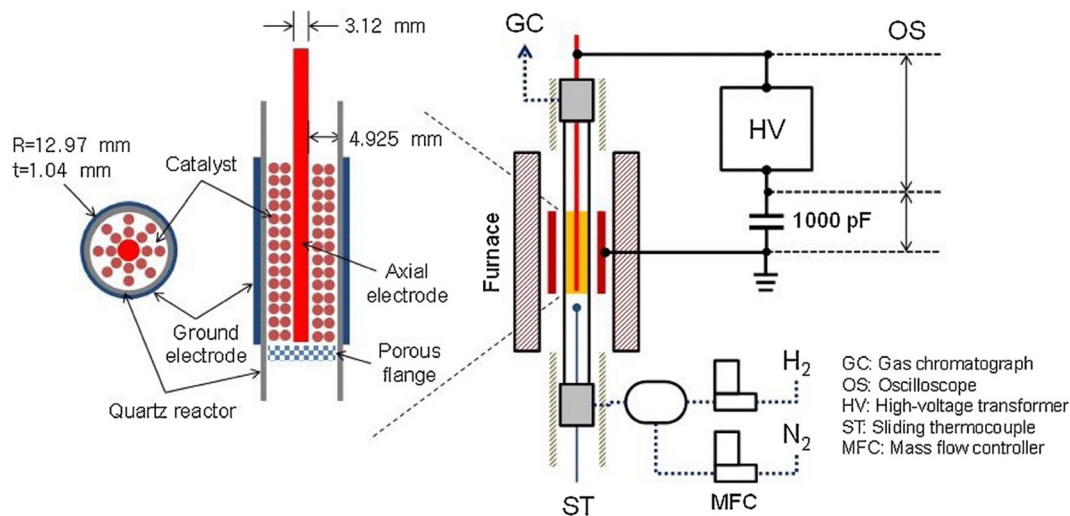 3.12 mm
4.925 mm
R=12.97 mm
t=1.04 mm
Catalyst
Axial
electrode
Ground
electrode
Porous
flange
Quartz reactor
GC
OS
HV
1000 pF
Furnace
H2
N2
ST
MFC
GC: Gas chromatograph
OS: Oscilloscope
HV: High-voltage transformer
ST: Sliding thermocouple
MFC: Mass flow controller